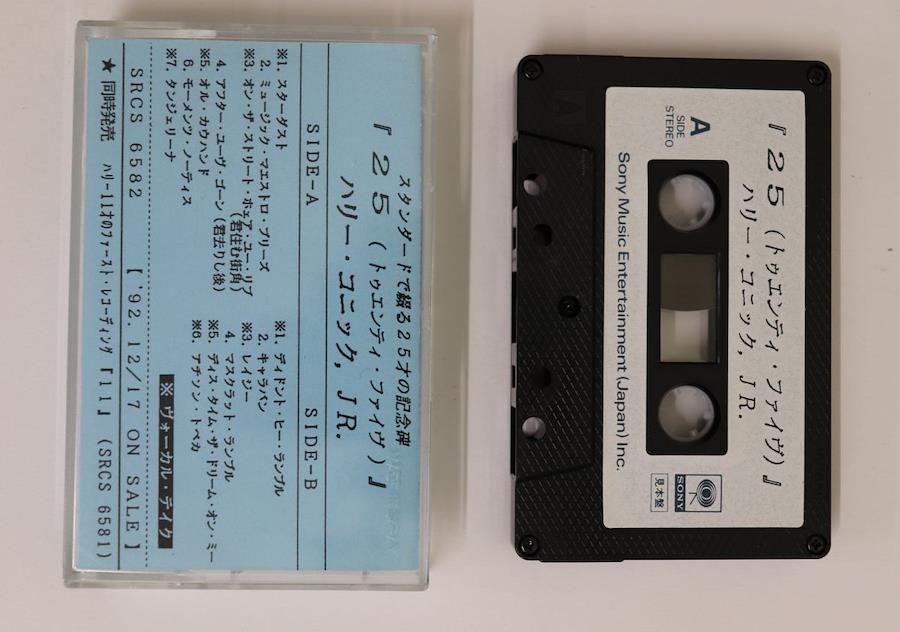 スタンダードで綴る25才の記念碑
『25(トゥエンティ・ファイヴ)』
ハリー・コニック, JR.
SIDE-A
※1. スターダスト
2. ミュージック・マエストロ・プリーズ
※3. オン・ザ・ストリート・ホェア・ユー・リブ
(君住む街角)
4. アフター・ユーヴ・ゴーン(君去りし後)
※5. オル・カウハンド
6. モーメンツ・ノーティス
※7. タンジェリーナ
SIDE-B
※1. ディドント・ヒー・ランブル
2. キャラバン
※3. レイジー
4. マスクラット・ランブル
※5. ディス・タイム・ザ・ドリーム・オン・ミー
※6. アチソン・トペカ
※ ヴォーカル・テイク
SRCS 6582 【'92.12/17 ON SALE】
★ 同時発売 ハリー11才のファースト・レコーディング『11』(SRCS 6581)
『25(トゥエンティ・ファイヴ)』
ハリー・コニック, JR.
A
SIDE
STEREO
Sony Music Entertainment (Japan) Inc.
SONY
見本盤
A